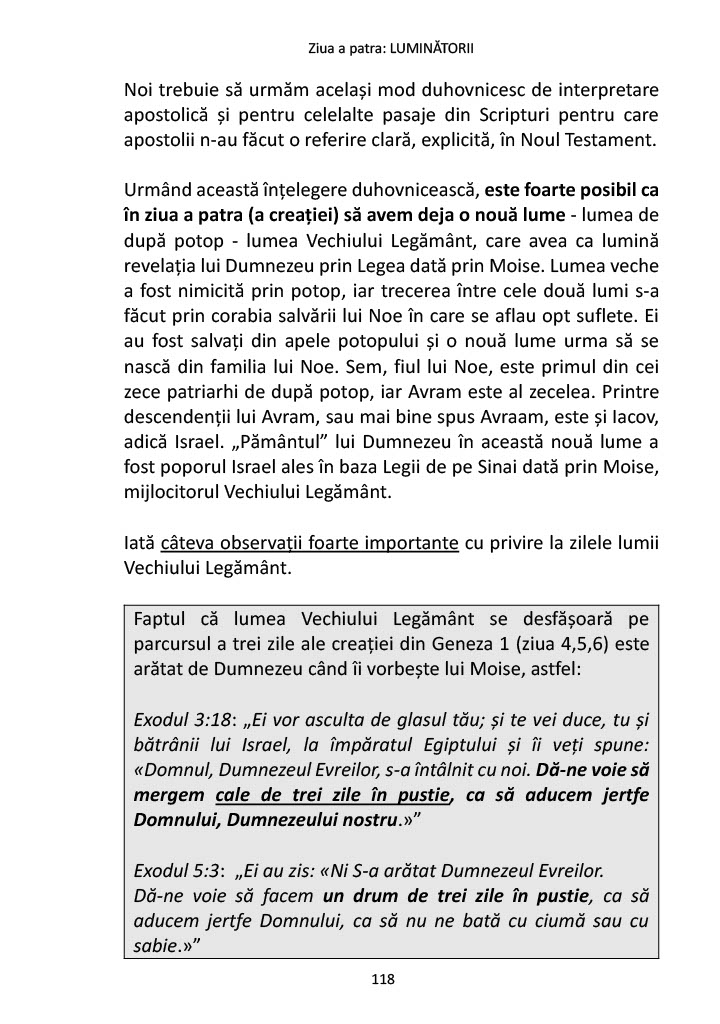 Ziua a patra: LUMINĂTORII
Noi trebuie să urmăm același mod duhovnicesc de interpretare
apostolică și pentru celelalte pasaje din Scripturi pentru care
apostolii n-au făcut o referire clară, explicită, în Noul Testament.
Urmând această înțelegere duhovnicească, este foarte posibil ca
în ziua a patra (a creației) să avem deja o nouă lume - lumea de
după potop - lumea Vechiului Legământ, care avea ca lumină
revelația lui Dumnezeu prin Legea dată prin Moise. Lumea veche
a fost nimicită prin potop, iar trecerea între cele două lumi s-a
făcut prin corabia salvării lui Noe în care se aflau opt suflete. Ei
au fost salvați din apele potopului și o nouă lume urma să se
nască din familia lui Noe. Sem, fiul lui Noe, este primul din cei
zece patriarhi de după potop, iar Avram este al zecelea. Printre
descendenții lui Avram, sau mai bine spus Avraam, este și Iacov,
adică Israel. „Pământul” lui Dumnezeu în această nouă lume a
fost poporul Israel ales în baza Legii de pe Sinai dată prin Moise,
mijlocitorul Vechiului Legământ.
Iată câteva observații foarte importante cu privire la zilele lumii
Vechiului Legământ.
Faptul că lumea Vechiului Legământ se desfășoară pe
parcursul a trei zile ale creației din Geneza 1 (ziua 4,5,6) este
arătat de Dumnezeu când îi vorbește lui Moise, astfel:
Exodul 3:18: „Ei vor asculta de glasul tău; și te vei duce, tu și
bătrânii lui Israel, la împăratul Egiptului și îi veți spune:
«Domnul, Dumnezeul Evreilor, s-a întâlnit cu noi. Dă-ne voie să
mergem cale de trei zile în pustie, ca să aducem jertfe
Domnului, Dumnezeului nostru.»”
Exodul 5:3: „Ei au zis: «Ni S-a arătat Dumnezeul Evreilor.
Dă-ne voie să facem un drum de trei zile în pustie, ca să
aducem jertfe Domnului, ca să nu ne bată cu ciumă sau cu
sabie.»”
118